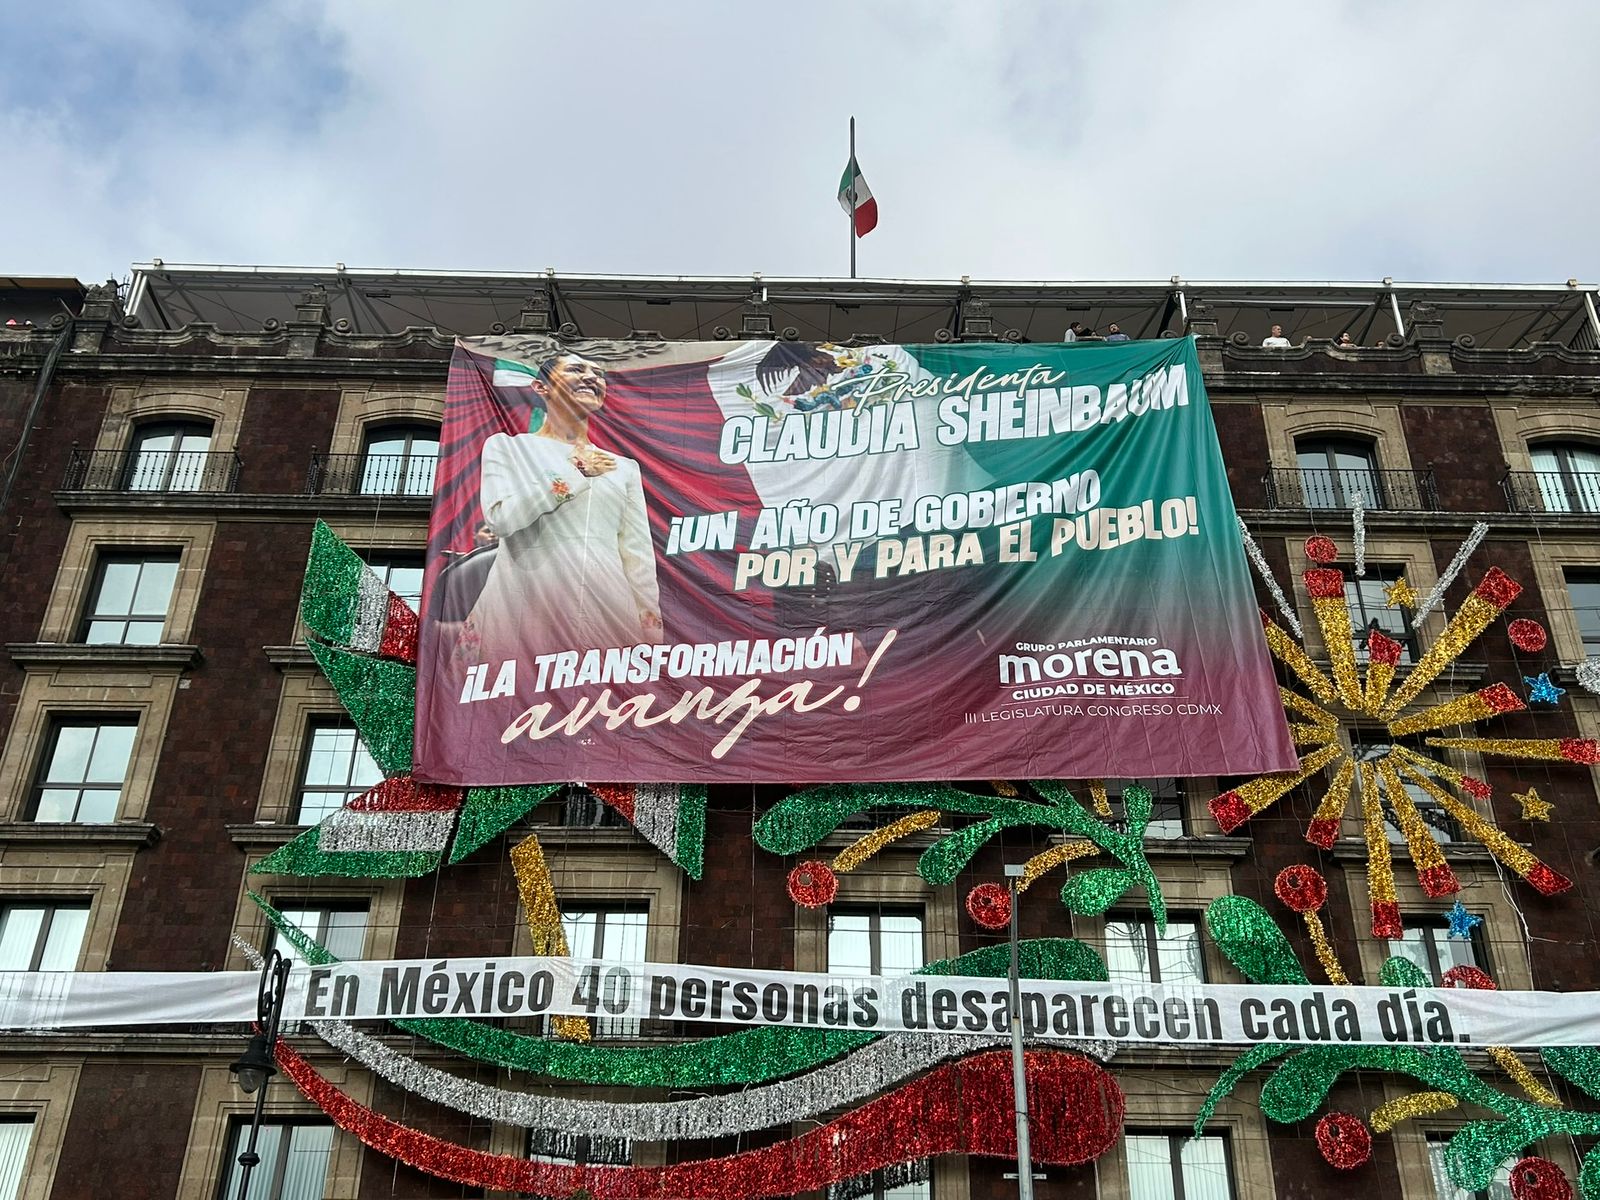 Presidenta
CLAUDIA SHEINBAUM
¡UN AÑO DE GOBIERNO
POR Y PARA EL PUEBLO!
¡LA TRANSFORMACIÓN
avanza!
GRUPO PARLAMENTARIO
morena
CIUDAD DE MÉXICO
III LEGISLATURA CONGRESO CDMX
En México 40 personas desaparecen cada día.